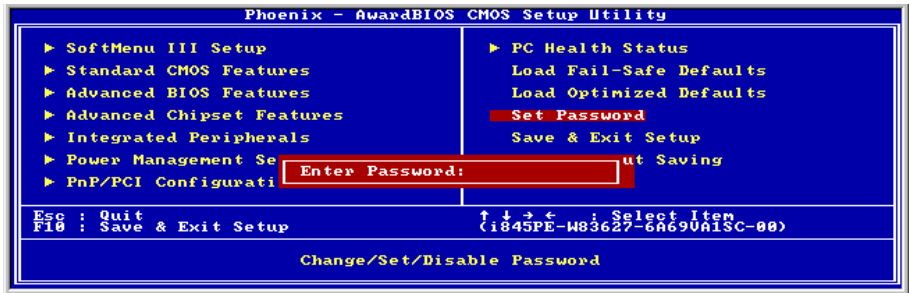 Phoenix - AwardBIOS CMOS Setup Utility
▶ SoftMenu III Setup
▶ Standard CMOS Features
▶ Advanced BIOS Features
▶ Advanced Chipset Features
▶ Integrated Peripherals
▶ Power Management Se
▶ PnP/PCI Configurati
▶ PC Health Status
Load Fail-Safe Defaults
Load Optimized Defaults
Set Password
Save & Exit Setup
ut Saving
Enter Password:
Esc : Quit
F10 : Save & Exit Setup
↑ ↓ → ← : Select Item
(i845PE-W83627-6A69VA1SC-00)
Change/Set/Disable Password